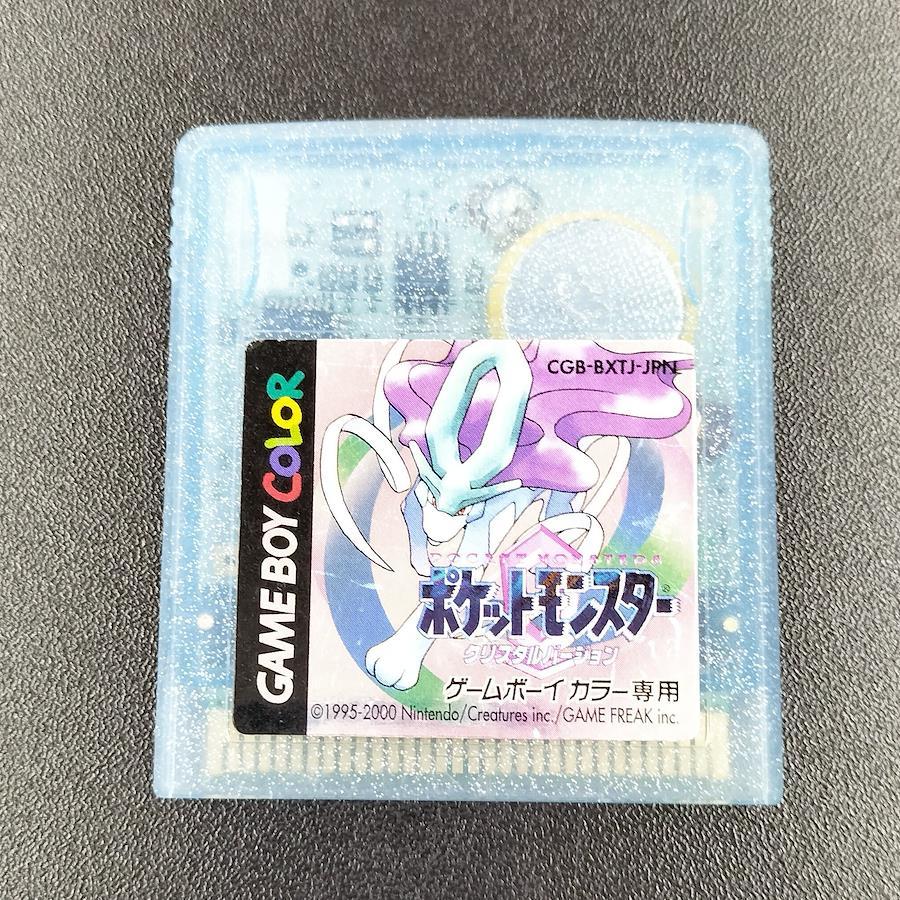 GAME BOY COLOR
CGB-BXTJ-JPN
POCKET MONSTERS
ポケットモンスター
クリスタルバージョン
ゲームボーイカラー専用
©1995-2000 Nintendo/Creatures inc./GAME FREAK inc.